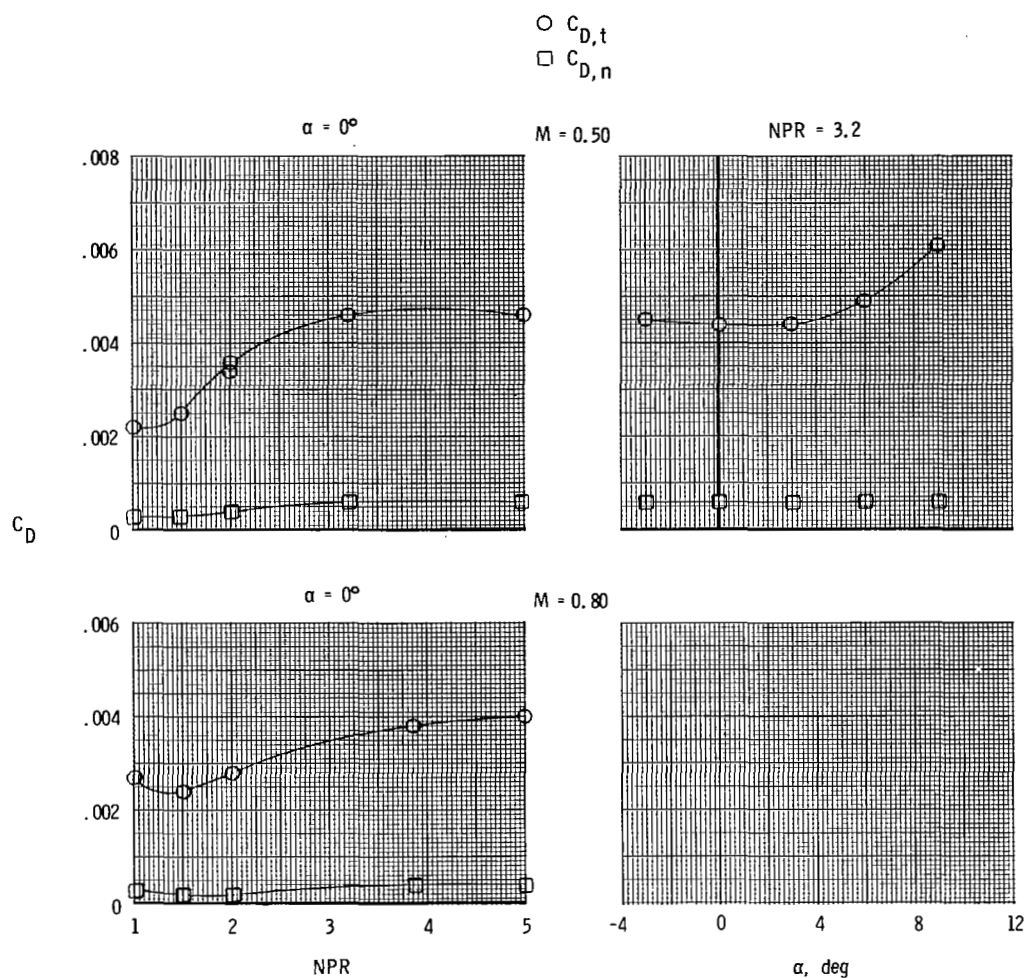 C_D,t
C_D,n
α = 0° M = 0.50 NPR = 3.2
.008
.006
.004
.002
0
C_D
α = 0° M = 0.80
.006
.004
.002
0
1 2 3 4 5
-4 0 4 8 12
NPR
α, deg